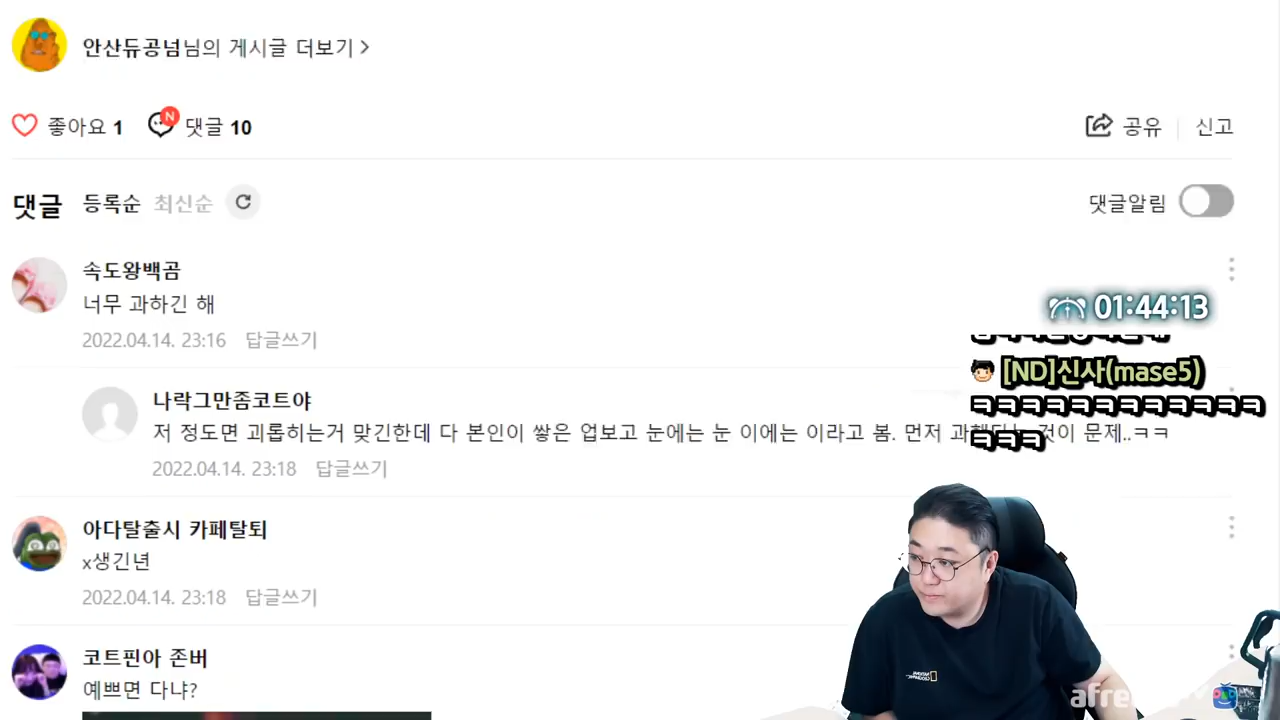 안산듀공넘님의 게시글 더보기 >
좋아요 1 N 댓글 10
공유 신고
댓글 등록순 최신순
댓글알림
속도왕백곰
너무 과하긴 해
2022.04.14. 23:16 답글쓰기
01:44:13
[ND]신사(mase5)
ㅋㅋㅋㅋㅋㅋㅋㅋㅋㅋㅋㅋ
ㅋㅋㅋ
나락그만좀코트야
저 정도면 괴롭히는거 맞긴한데 다 본인이 쌓은 업보고 눈에는 눈 이에는 이라고 봄. 먼저 것이 문제..ㅋㅋ
2022.04.14. 23:18 답글쓰기
아다탈출시 카페탈퇴
x생긴년
2022.04.14. 23:18 답글쓰기
코트핀아 존버
예쁘면 다냐?